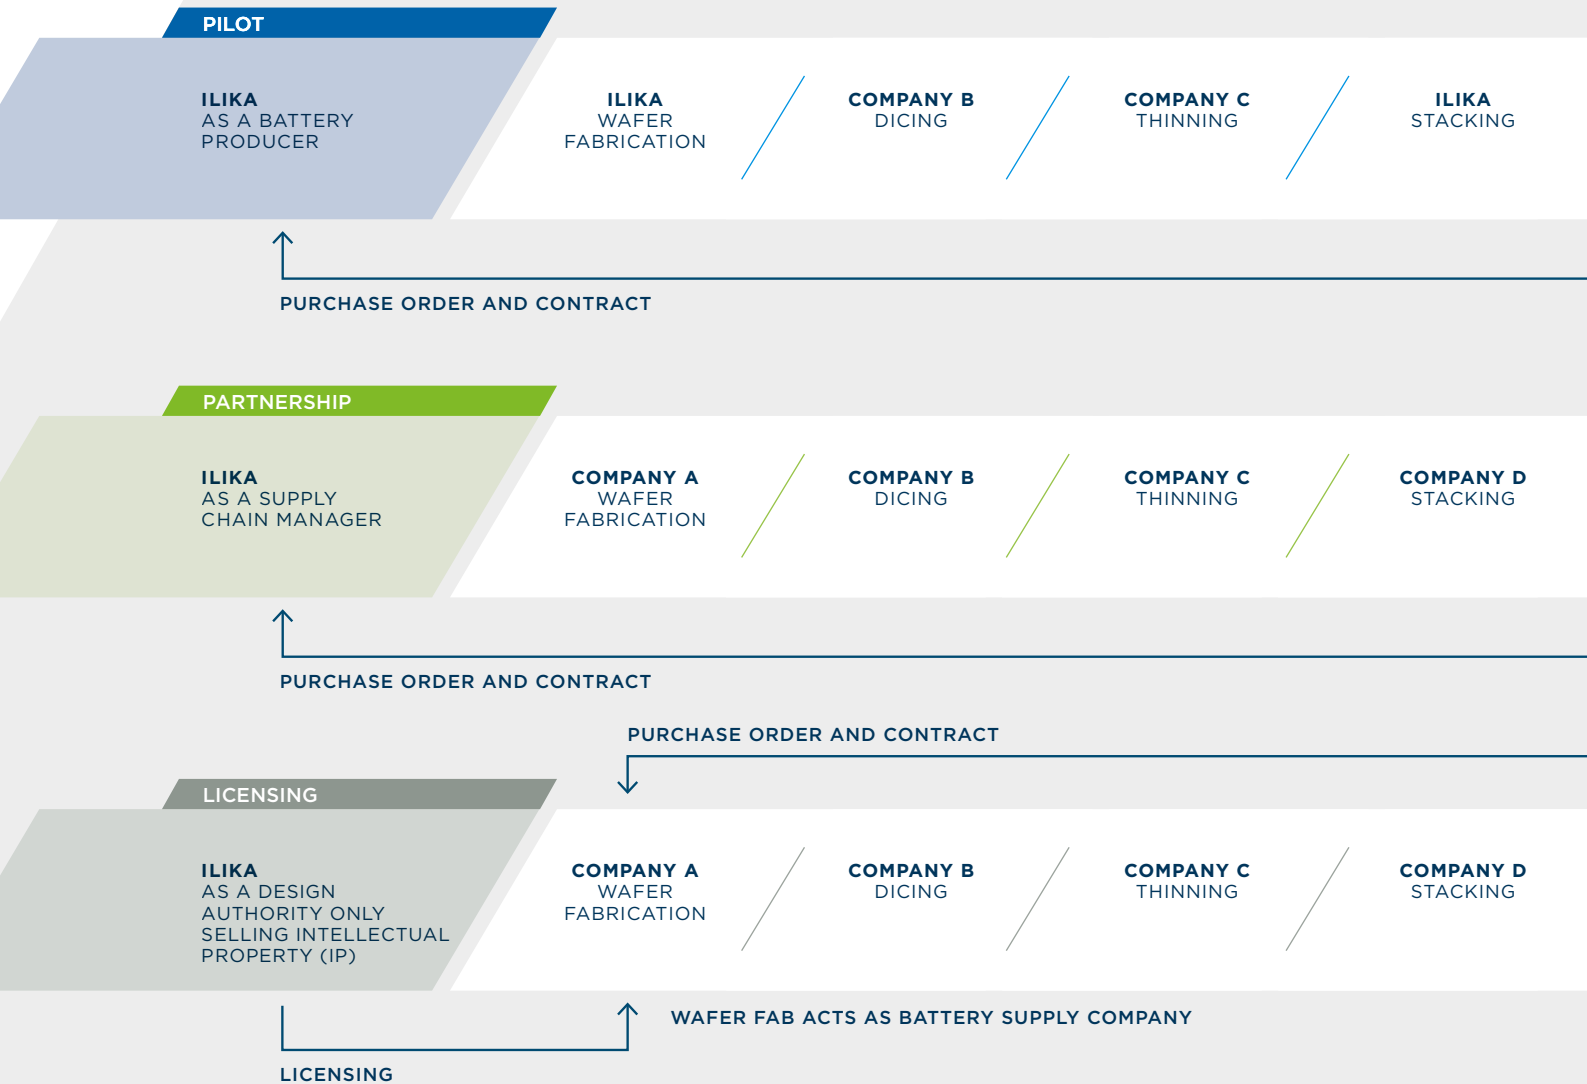 PILOT
ILIKA
AS A BATTERY
PRODUCER
ILIKA
WAFER
FABRICATION
COMPANY B
DICING
COMPANY C
THINNING
ILIKA
STACKING
PURCHASE ORDER AND CONTRACT
PARTNERSHIP
ILIKA
AS A SUPPLY
CHAIN MANAGER
COMPANY A
WAFER
FABRICATION
COMPANY B
DICING
COMPANY C
THINNING
COMPANY D
STACKING
PURCHASE ORDER AND CONTRACT
PURCHASE ORDER AND CONTRACT
LICENSING
ILIKA
AS A DESIGN
AUTHORITY ONLY
SELLING INTELLECTUAL
PROPERTY (IP)
COMPANY A
WAFER
FABRICATION
COMPANY B
DICING
COMPANY C
THINNING
COMPANY D
STACKING
WAFER FAB ACTS AS BATTERY SUPPLY COMPANY
LICENSING